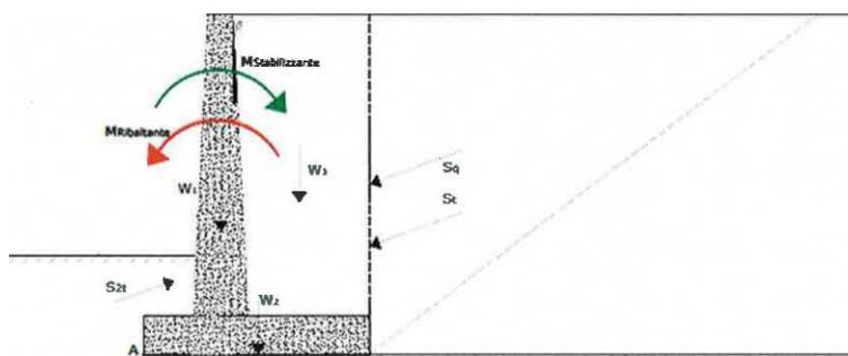 MStabilizzante
MRibaltante
W3
Sq
W1
St
S2t
W2
A